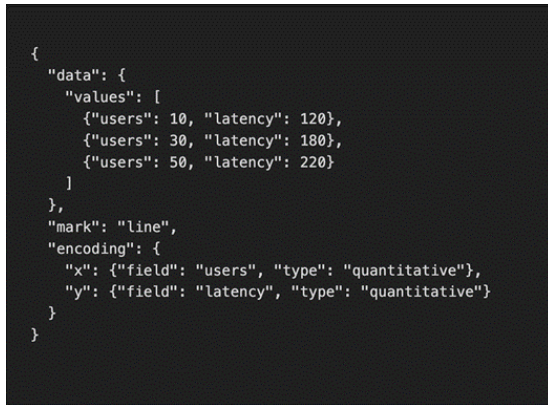 {
  "data": {
    "values": [
      {"users": 10, "latency": 120},
      {"users": 30, "latency": 180},
      {"users": 50, "latency": 220}
    ]
  },
  "mark": "line",
  "encoding": {
    "x": {"field": "users", "type": "quantitative"},
    "y": {"field": "latency", "type": "quantitative"}
  }
}